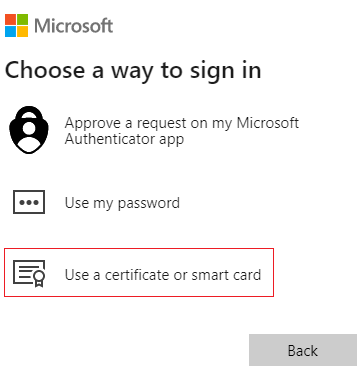 Microsoft
Choose a way to sign in
Approve a request on my Microsoft
Authenticator app
Use my password
Use a certificate or smart card
Back